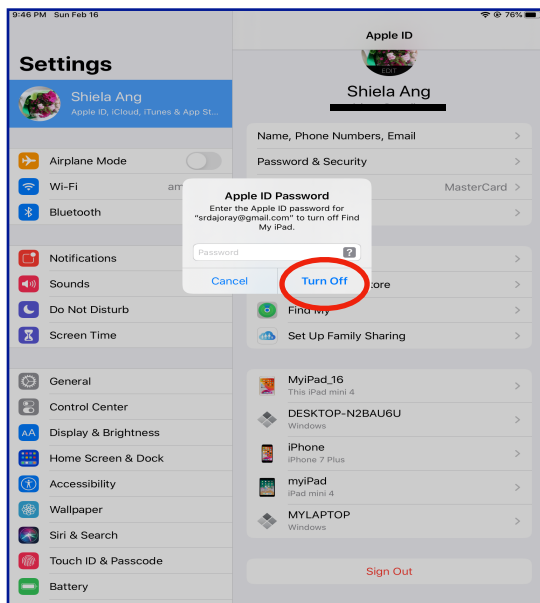 9:46 PM Sun Feb 16
76%
Settings
Shiela Ang
Apple ID, iCloud, iTunes & App St...
Airplane Mode
Wi-Fi am
Bluetooth
Notifications
Sounds
Do Not Disturb
Screen Time
General
Control Center
AA Display & Brightness
Home Screen & Dock
Accessibility
Wallpaper
Siri & Search
Touch ID & Passcode
Battery
Apple ID
EDIT
Shiela Ang
Name, Phone Numbers, Email
Password & Security
MasterCard
Apple ID Password
Enter the Apple ID password for
"srdajoray@gmail.com" to turn off Find
My iPad.
Password ?
Cancel Turn Off
ore
Find My
Set Up Family Sharing
MyiPad_16
This iPad mini 4
DESKTOP-N2BAU6U
Windows
iPhone
iPhone 7 Plus
myiPad
iPad mini 4
MYLAPTOP
Windows
Sign Out